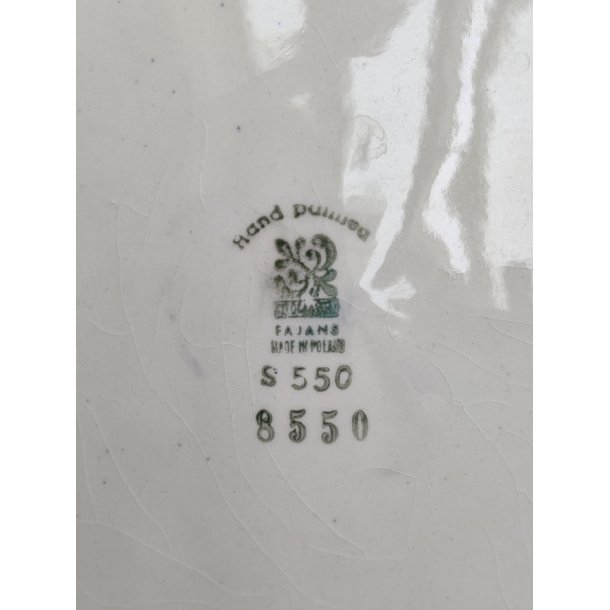 Hand painted
FAJANS
MADE IN POLAND
S 550
8550